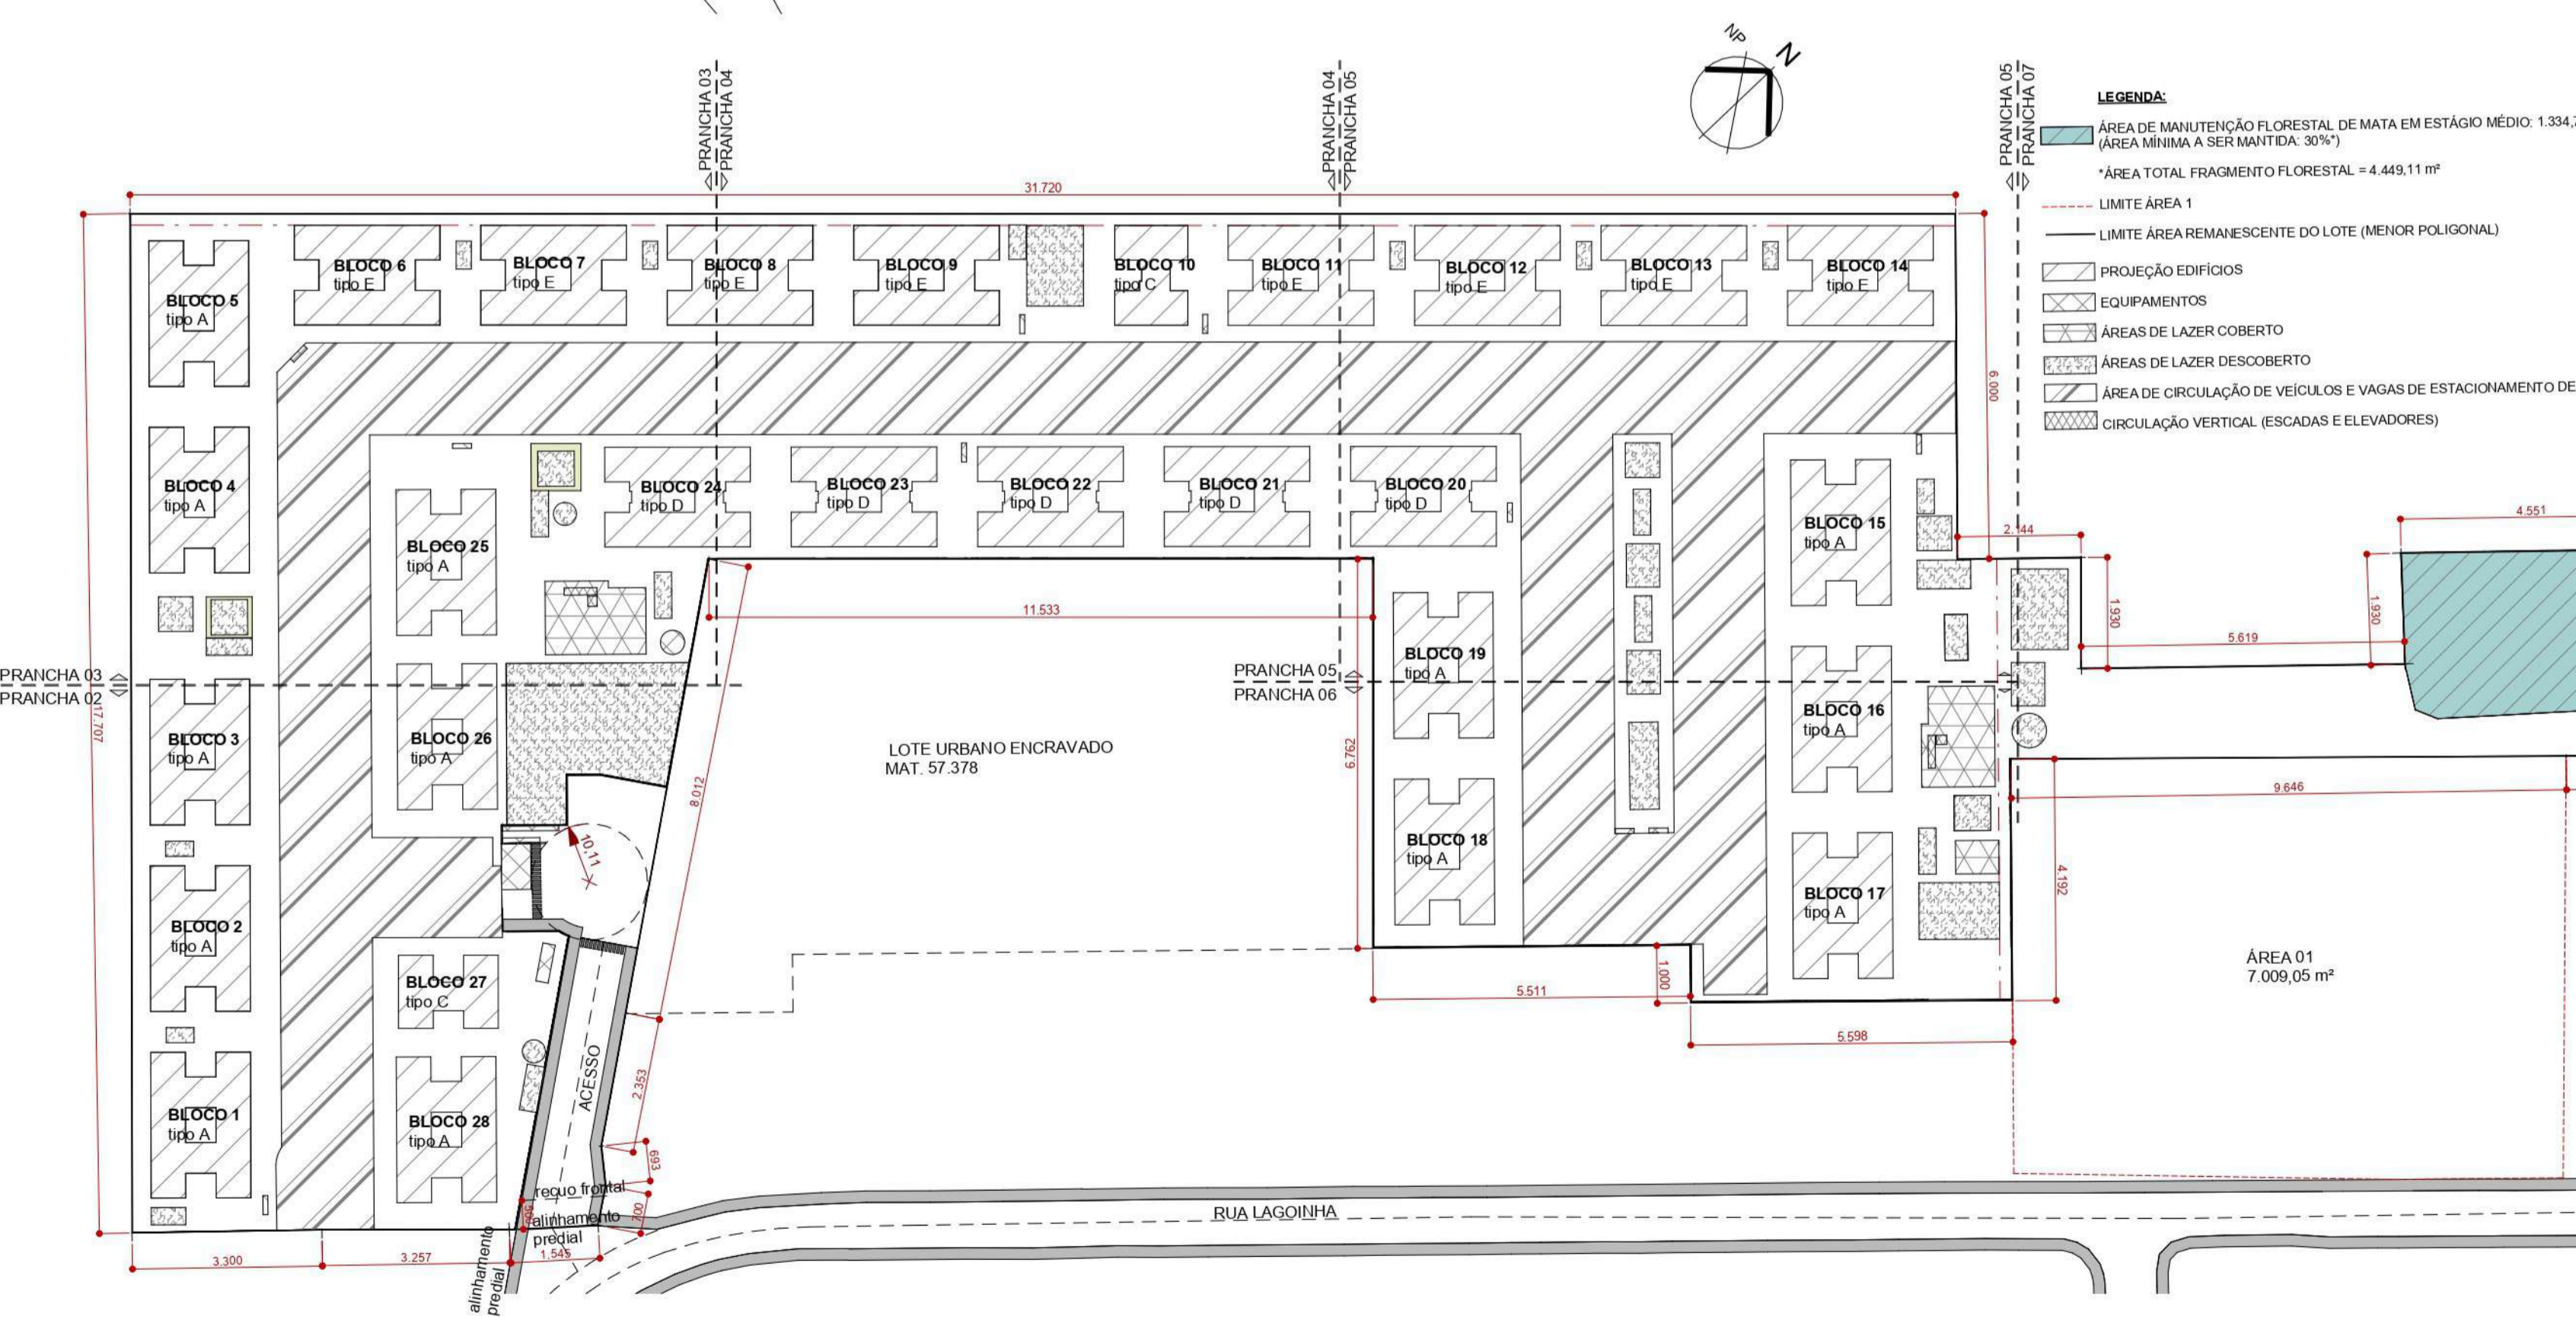 NP
N
PRANCHA 03
PRANCHA 04
PRANCHA 04
PRANCHA 05
PRANCHA 05
PRANCHA 07
LEGENDA:
ÁREA DE MANUTENÇÃO FLORESTAL DE MATA EM ESTÁGIO MÉDIO: 1.334,
(ÁREA MÍNIMA A SER MANTIDA: 30%*)
*ÁREA TOTAL FRAGMENTO FLORESTAL = 4.449,11 m²
LIMITE ÁREA 1
LIMITE ÁREA REMANESCENTE DO LOTE (MENOR POLIGONAL)
PROJEÇÃO EDIFÍCIOS
EQUIPAMENTOS
ÁREAS DE LAZER COBERTO
ÁREAS DE LAZER DESCOBERTO
ÁREA DE CIRCULAÇÃO DE VEÍCULOS E VAGAS DE ESTACIONAMENTO DE
CIRCULAÇÃO VERTICAL (ESCADAS E ELEVADORES)
31.720
BLOCO 5
tipo A
BLOCO 6
tipo E
BLOCO 7
tipo E
BLOCO 8
tipo E
BLOCO 9
tipo E
BLOCO 10
tipo C
BLOCO 11
tipo E
BLOCO 12
tipo E
BLOCO 13
tipo E
BLOCO 14
tipo E
6.000
BLOCO 4
tipo A
BLOCO 25
tipo A
BLOCO 24
tipo D
BLOCO 23
tipo D
BLOCO 22
tipo D
BLOCO 21
tipo D
BLOCO 20
tipo D
BLOCO 15
tipo A
2.144
4.551
1.930
1.930
5.619
11.533
PRANCHA 03
PRANCHA 02
17.707
BLOCO 3
tipo A
BLOCO 26
tipo A
8.012
LOTE URBANO ENCRAVADO
MAT. 57.378
PRANCHA 05
PRANCHA 06
6.762
BLOCO 19
tipo A
BLOCO 16
tipo A
9.646
10,11
BLOCO 18
tipo A
BLOCO 17
tipo A
4.192
BLOCO 2
tipo A
BLOCO 27
tipo C
ÁREA 01
7.009,05 m²
5.511
1.000
5.598
BLOCO 1
tipo A
BLOCO 28
tipo A
ACESSO
2.353
693
recuo frontal
500
700
alinhamento
predial
RUA LAGOINHA
3.300
3.257
1.545
alinhamento
predial